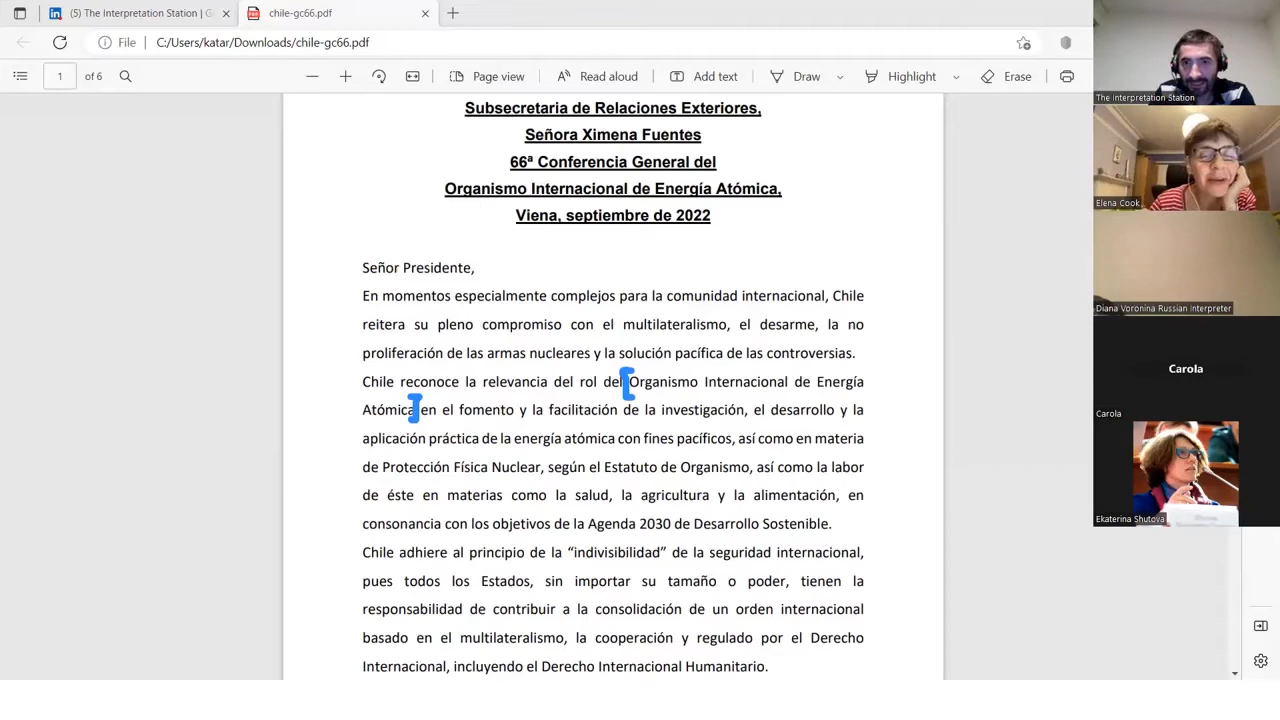 (5) The Interpretation Station | G
chile-gc66.pdf
File
C:/Users/katar/Downloads/chile-gc66.pdf
1 of 6
Page view
Read aloud
Add text
Draw
Highlight
Erase
Subsecretaria de Relaciones Exteriores,
Señora Ximena Fuentes
66ª Conferencia General del
Organismo Internacional de Energía Atómica,
Viena, septiembre de 2022
Señor Presidente,
En momentos especialmente complejos para la comunidad internacional, Chile
reitera su pleno compromiso con el multilateralismo, el desarme, la no
proliferación de las armas nucleares y la solución pacífica de las controversias.
Chile reconoce la relevancia del rol del Organismo Internacional de Energía
Atómica en el fomento y la facilitación de la investigación, el desarrollo y la
aplicación práctica de la energía atómica con fines pacíficos, así como en materia
de Protección Física Nuclear, según el Estatuto de Organismo, así como la labor
de éste en materias como la salud, la agricultura y la alimentación, en
consonancia con los objetivos de la Agenda 2030 de Desarrollo Sostenible.
Chile adhiere al principio de la “indivisibilidad” de la seguridad internacional,
pues todos los Estados, sin importar su tamaño o poder, tienen la
responsabilidad de contribuir a la consolidación de un orden internacional
basado en el multilateralismo, la cooperación y regulado por el Derecho
Internacional, incluyendo el Derecho Internacional Humanitario.
The Interpretation Station
Elena Cook
Diana Voronina Russian Interpreter
Carola
Carola
Ekaterina Shutova